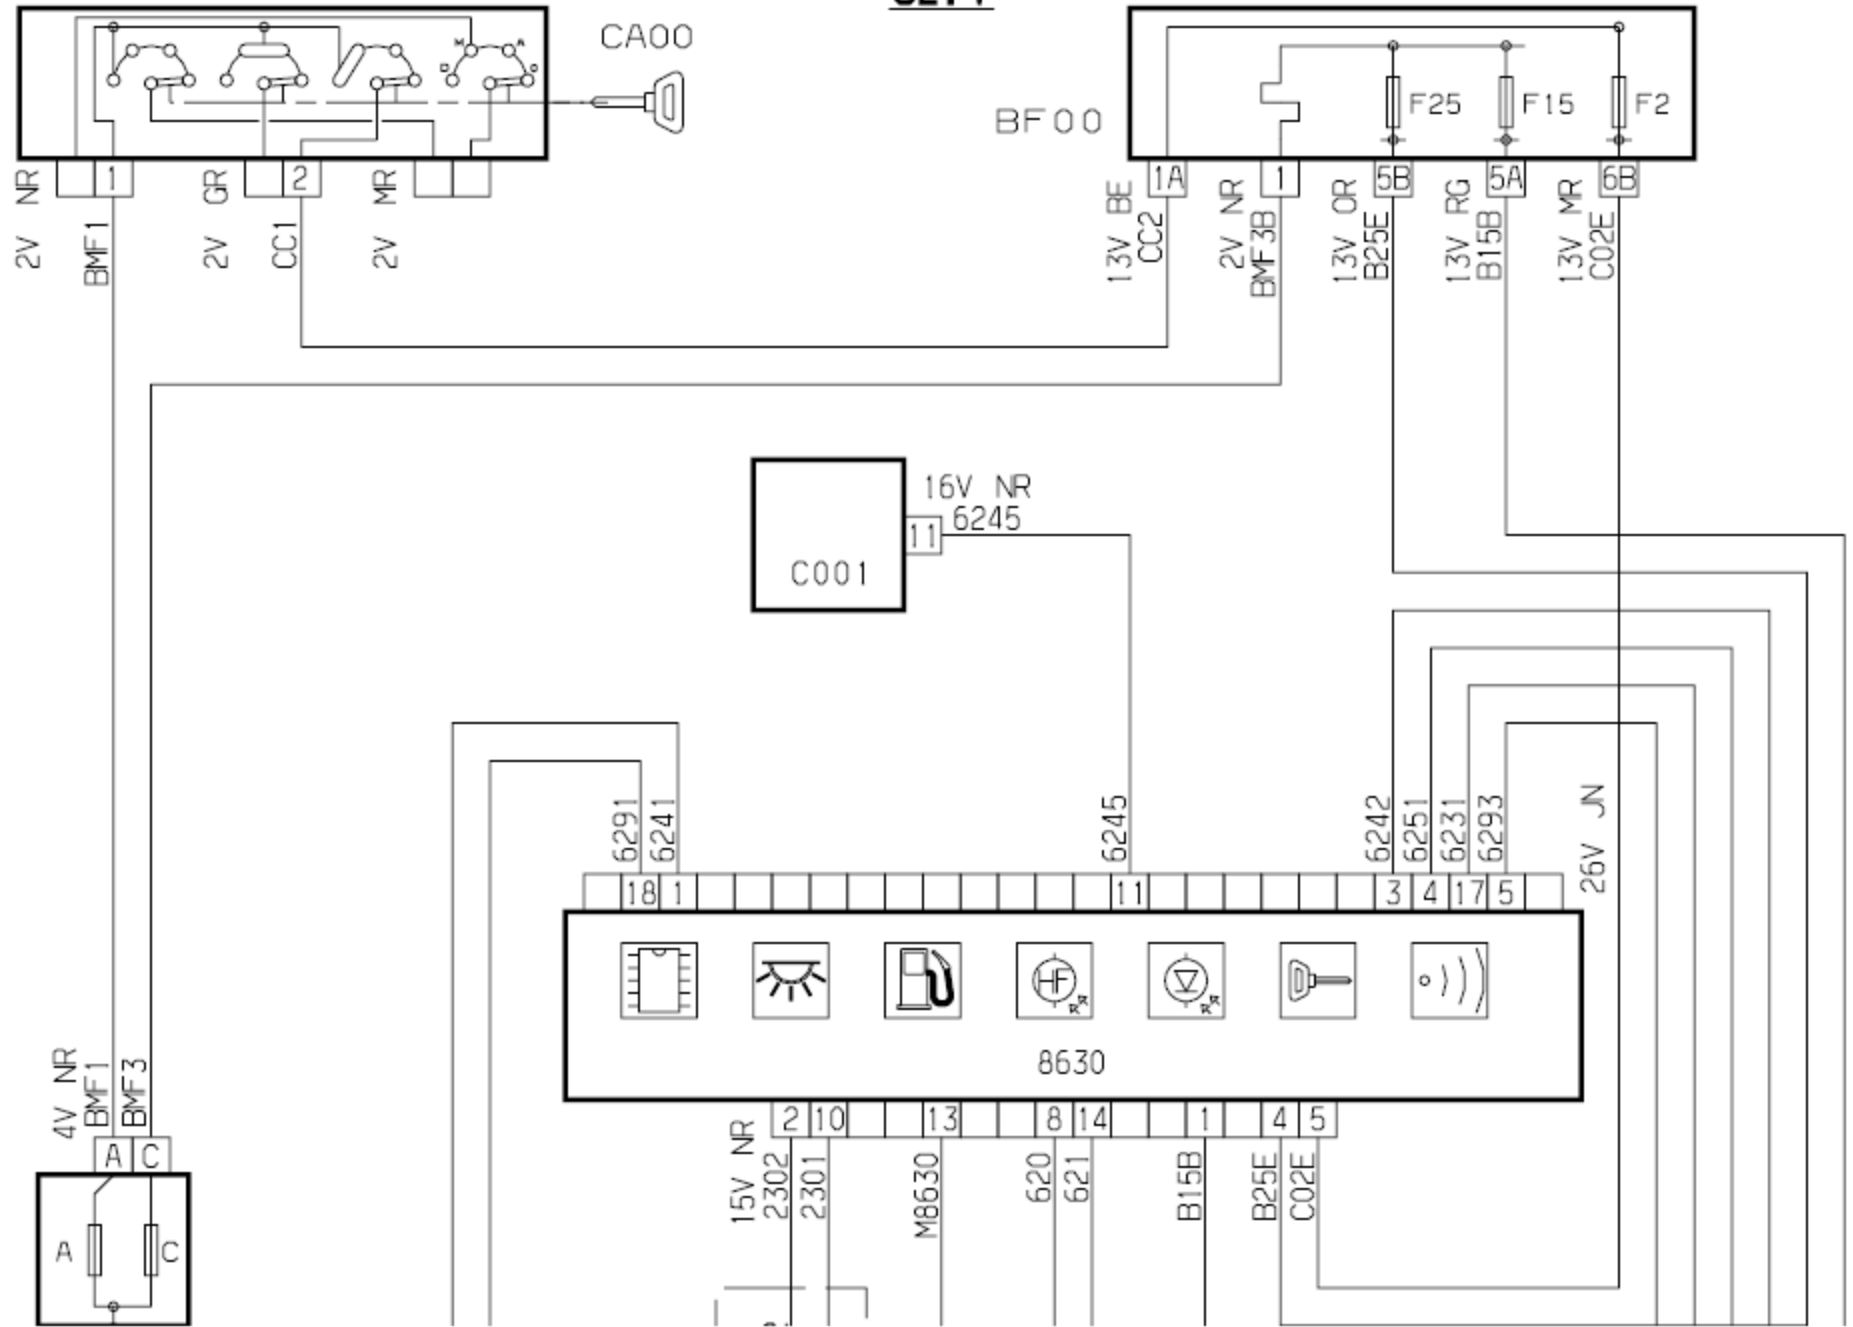 CA00
M A
BF00
F25 F15 F2
1 2
1A 1 5B 5A 6B
2V NR
BMF1
2V GR
CC1
2V MR
13V BE
CC2
2V NR
BMF3B
13V OR
B25E
13V RG
B15B
13V MR
C02E
16V NR
6245
11
C001
6291
6241
6245
6242
6251
6231
6293
26V JN
18 1 11 3 4 17 5
HF
8630
4V NR
BMF1
BMF3
A C
A C
2 10 13 8 14 1 4 5
15V NR
2302
2301
M8630
620
621
B15B
B25E
C02E